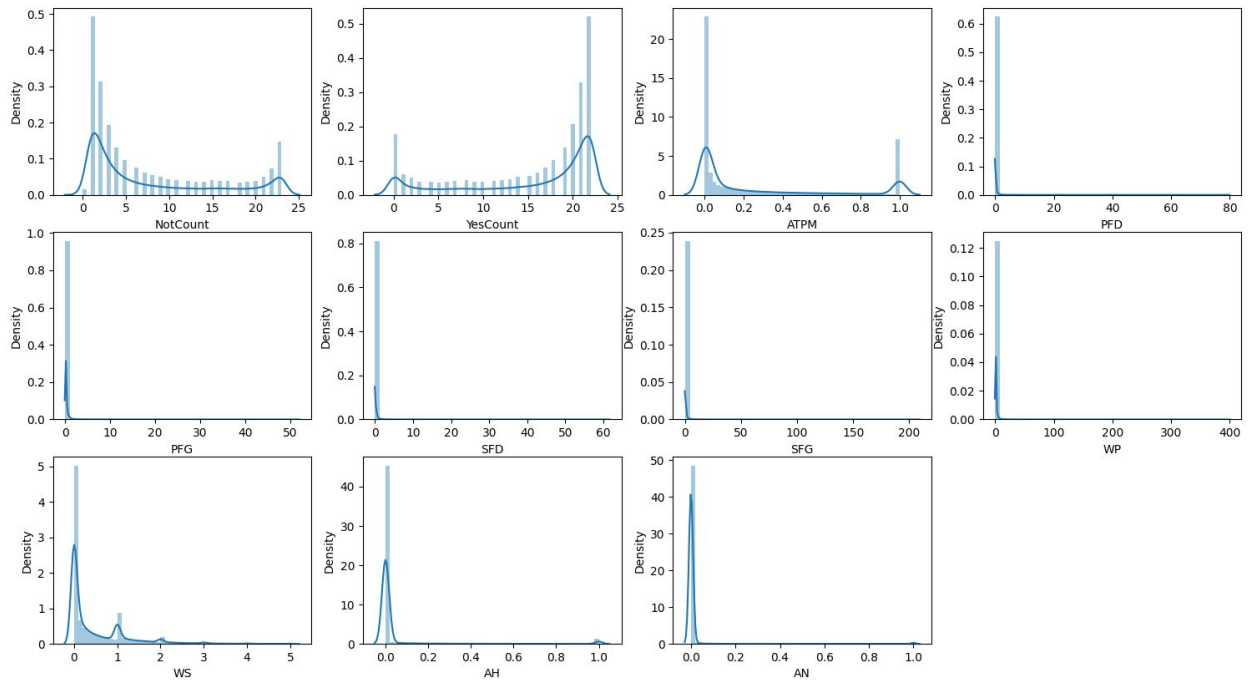 0.5
0.4
0.3
0.2
0.1
0.0
Density
0 5 10 15 20 25
NotCount
0.5
0.4
0.3
0.2
0.1
0.0
Density
0 5 10 15 20 25
YesCount
20
15
10
5
0
Density
0.0 0.2 0.4 0.6 0.8 1.0
ATPM
0.6
0.5
0.4
0.3
0.2
0.1
0.0
Density
0 20 40 60 80
PFD
1.0
0.8
0.6
0.4
0.2
0.0
Density
0 10 20 30 40 50
PFG
0.8
0.6
0.4
0.2
0.0
Density
0 10 20 30 40 50 60
SFD
0.25
0.20
0.15
0.10
0.05
0.00
Density
0 50 100 150 200
SFG
0.12
0.10
0.08
0.06
0.04
0.02
0.00
Density
0 100 200 300 400
WP
5
4
3
2
1
0
Density
0 1 2 3 4 5
WS
40
30
20
10
0
Density
0.0 0.2 0.4 0.6 0.8 1.0
AH
50
40
30
20
10
0
Density
0.0 0.2 0.4 0.6 0.8 1.0
AN